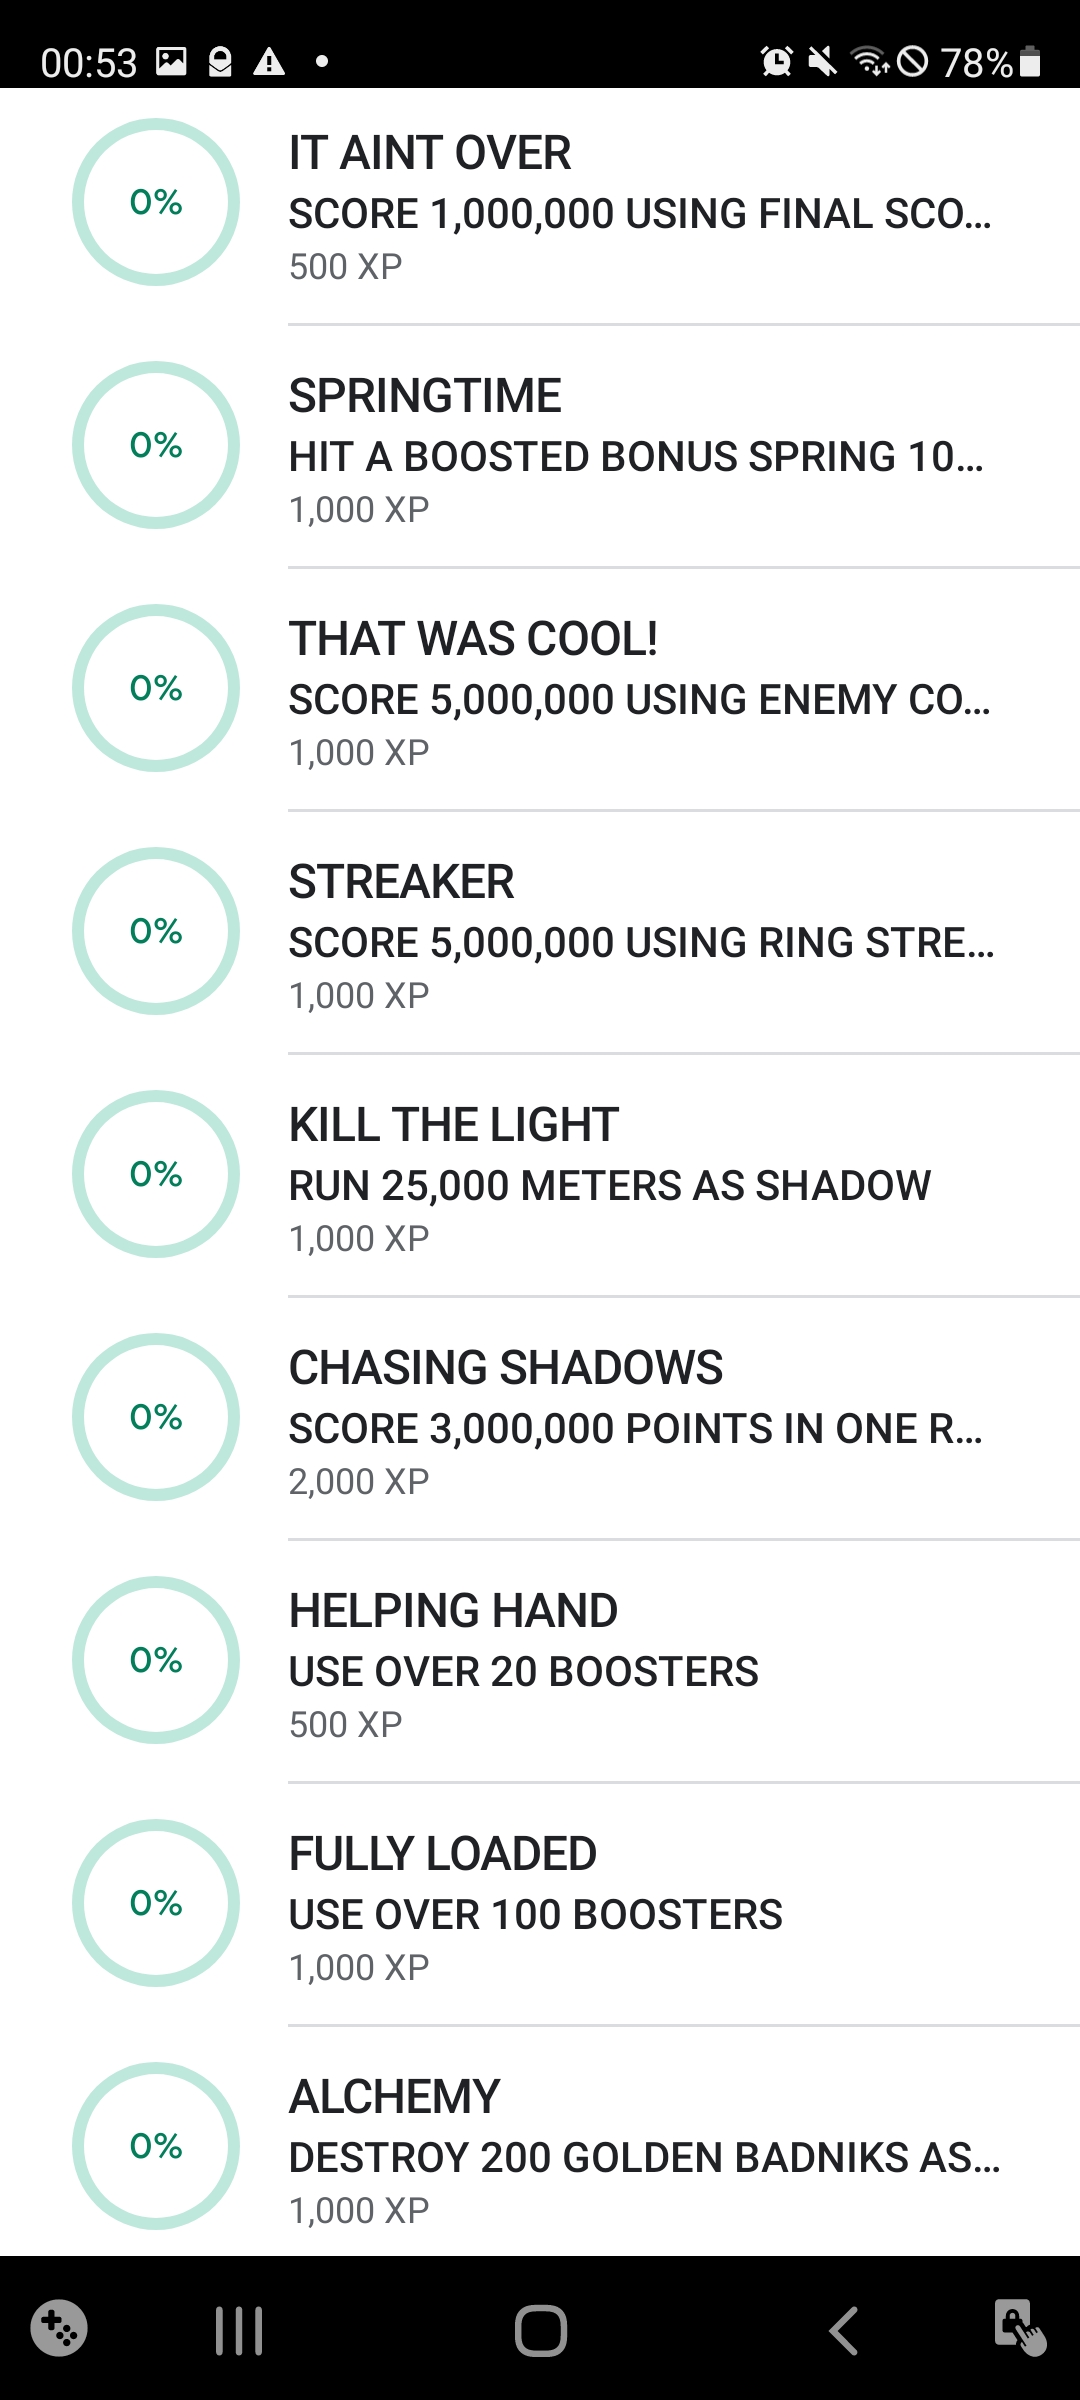 00:53
78%
0%
IT AINT OVER
SCORE 1,000,000 USING FINAL SCO...
500 XP
0%
SPRINGTIME
HIT A BOOSTED BONUS SPRING 10...
1,000 XP
0%
THAT WAS COOL!
SCORE 5,000,000 USING ENEMY CO...
1,000 XP
0%
STREAKER
SCORE 5,000,000 USING RING STRE...
1,000 XP
0%
KILL THE LIGHT
RUN 25,000 METERS AS SHADOW
1,000 XP
0%
CHASING SHADOWS
SCORE 3,000,000 POINTS IN ONE R...
2,000 XP
0%
HELPING HAND
USE OVER 20 BOOSTERS
500 XP
0%
FULLY LOADED
USE OVER 100 BOOSTERS
1,000 XP
0%
ALCHEMY
DESTROY 200 GOLDEN BADNIKS AS...
1,000 XP